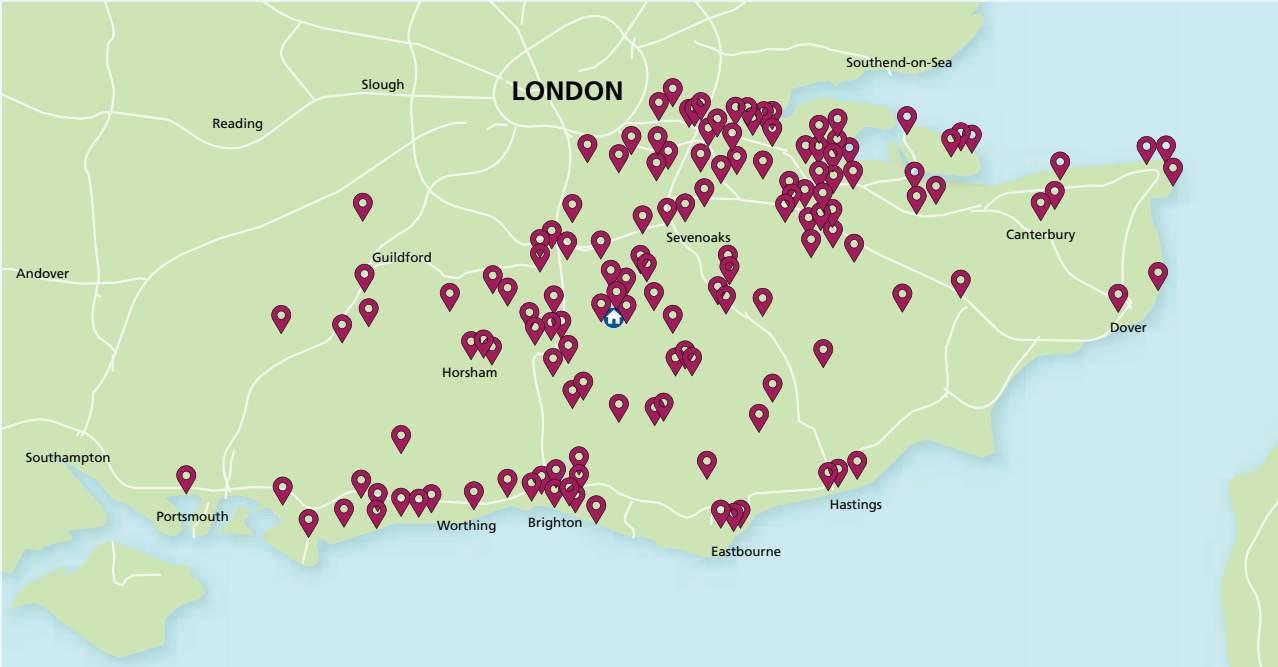 Southend-on-Sea
Slough
LONDON
Reading
Sevenoaks
Canterbury
Guildford
Andover
Dover
Horsham
Southampton
Hastings
Portsmouth
Worthing
Brighton
Eastbourne